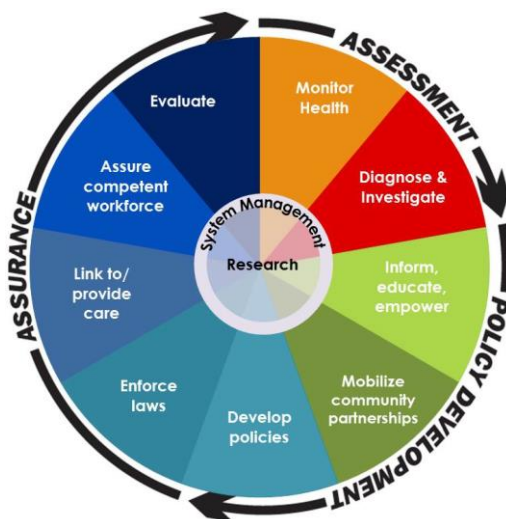 ASSESSMENT
Monitor
Health
Diagnose &
Investigate
POLICY DEVELOPMENT
Inform,
educate,
empower
Mobilize
community
partnerships
Develop
policies
ASSURANCE
Enforce
laws
Link to/
provide
care
Assure
competent
workforce
Evaluate
System Management
Research